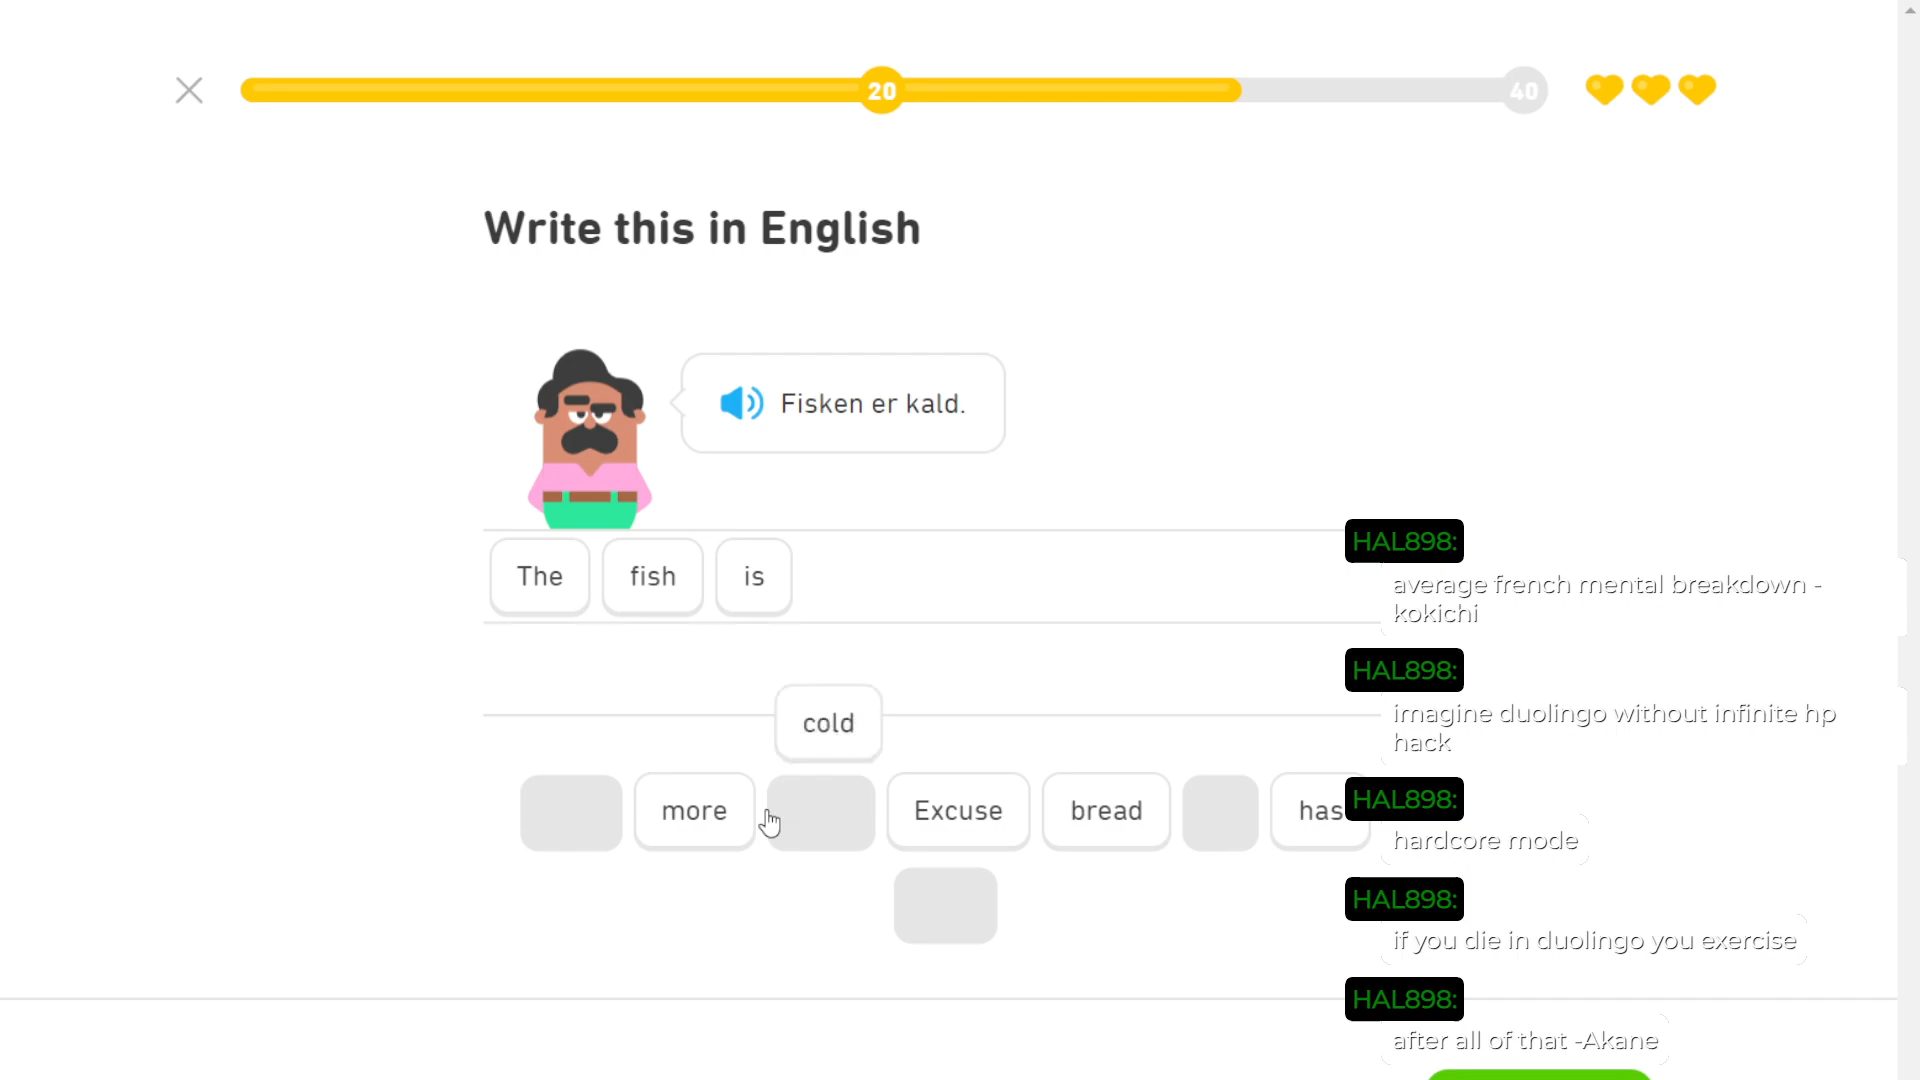 20
40
Write this in English
Fisken er kald.
The fish is
cold
more Excuse bread has
HAL898:
average french mental breakdown -
kokichi
HAL898:
imagine duolingo without infinite hp
hack
HAL898:
hardcore mode
HAL898:
if you die in duolingo you exercise
HAL898:
after all of that -Akane